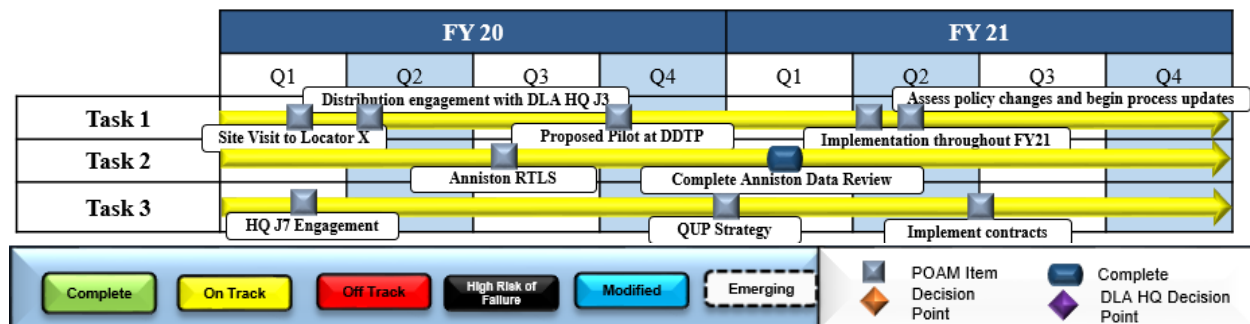 FY 20 FY 21
Q1 Q2 Q3 Q4 Q1 Q2 Q3 Q4
Distribution engagement with DLA HQ J3 Assess policy changes and begin process updates
Task 1
Site Visit to Locator X Proposed Pilot at DDTP Implementation throughout FY21
Task 2
Anniston RTLS Complete Anniston Data Review
Task 3
HQ J7 Engagement QUP Strategy Implement contracts
Complete
On Track
Off Track
High Risk of
Failure
Modified
Emerging
POAM Item
Decision
Point
Complete
DLA HQ Decision
Point